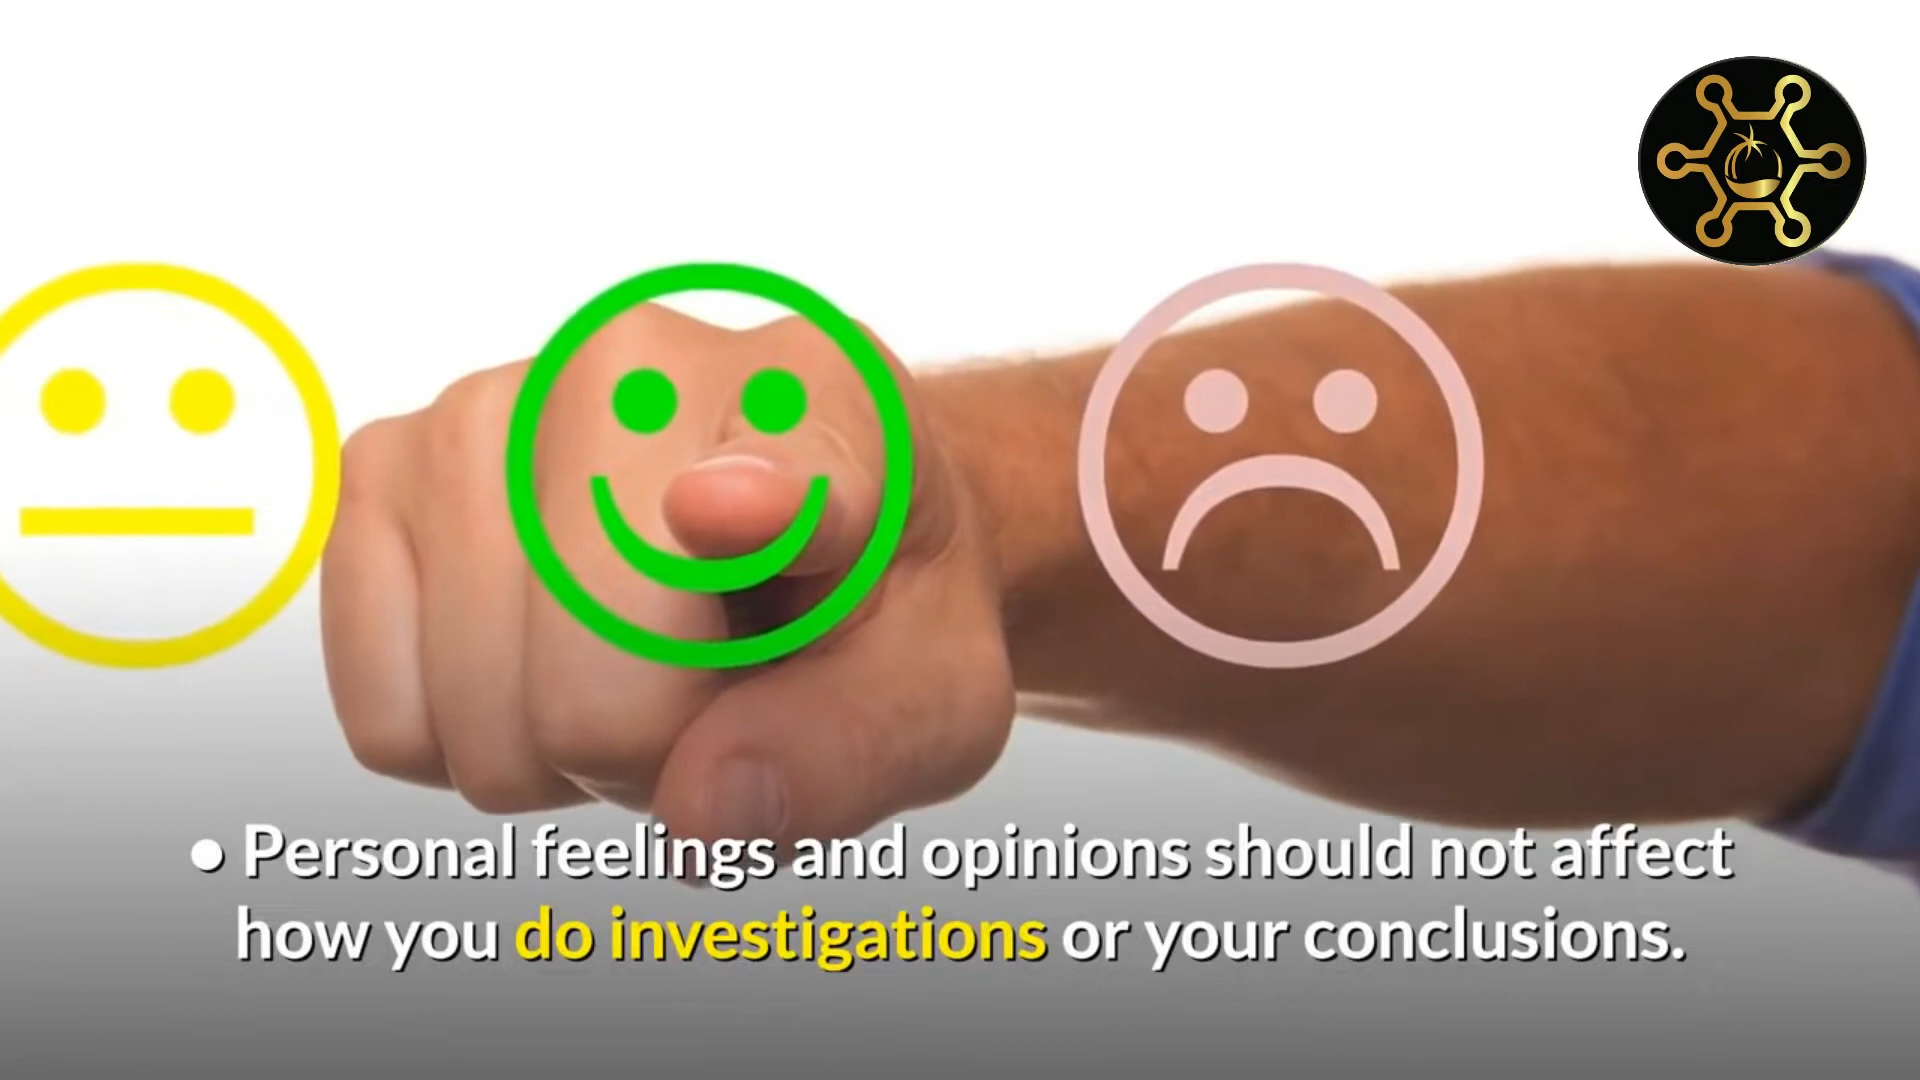 • Personal feelings and opinions should not affect
how you do investigations or your conclusions.